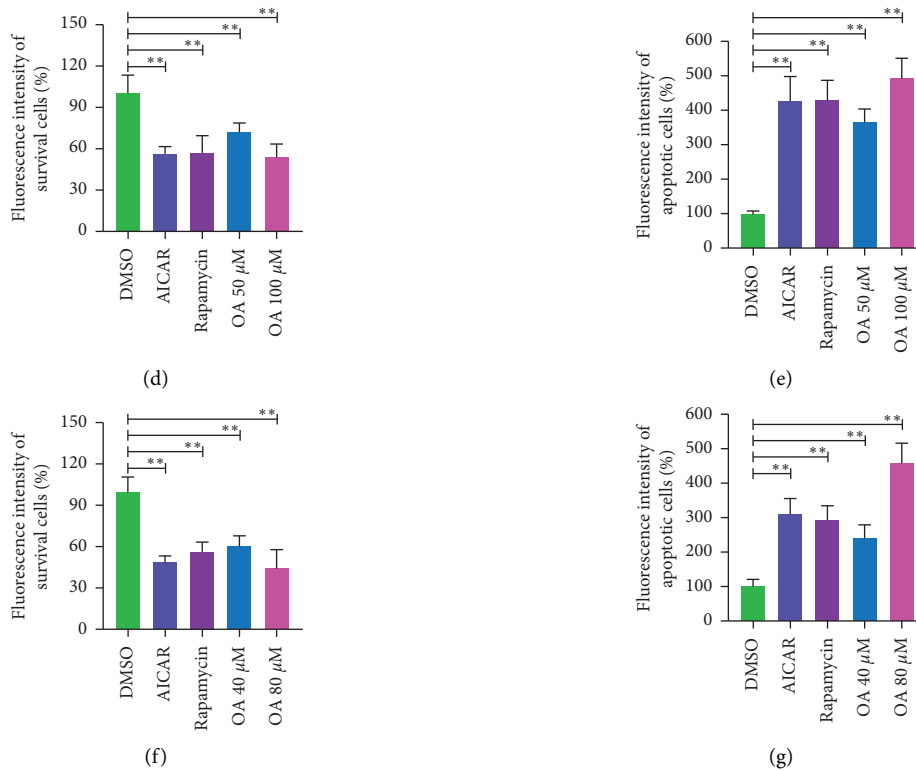 Fluorescence intensity of
survival cells (%)
150
120
90
60
30
0
**
**
**
**
DMSO
AICAR
Rapamycin
OA 50 µM
OA 100 µM
(d)
Fluorescence intensity of
apoptotic cells (%)
600
500
400
300
200
100
0
**
**
**
**
DMSO
AICAR
Rapamycin
OA 50 µM
OA 100 µM
(e)
Fluorescence intensity of
survival cells (%)
150
120
90
60
30
0
**
**
**
**
DMSO
AICAR
Rapamycin
OA 40 µM
OA 80 µM
(f)
Fluorescence intensity of
apoptotic cells (%)
600
500
400
300
200
100
0
**
**
**
**
DMSO
AICAR
Rapamycin
OA 40 µM
OA 80 µM
(g)